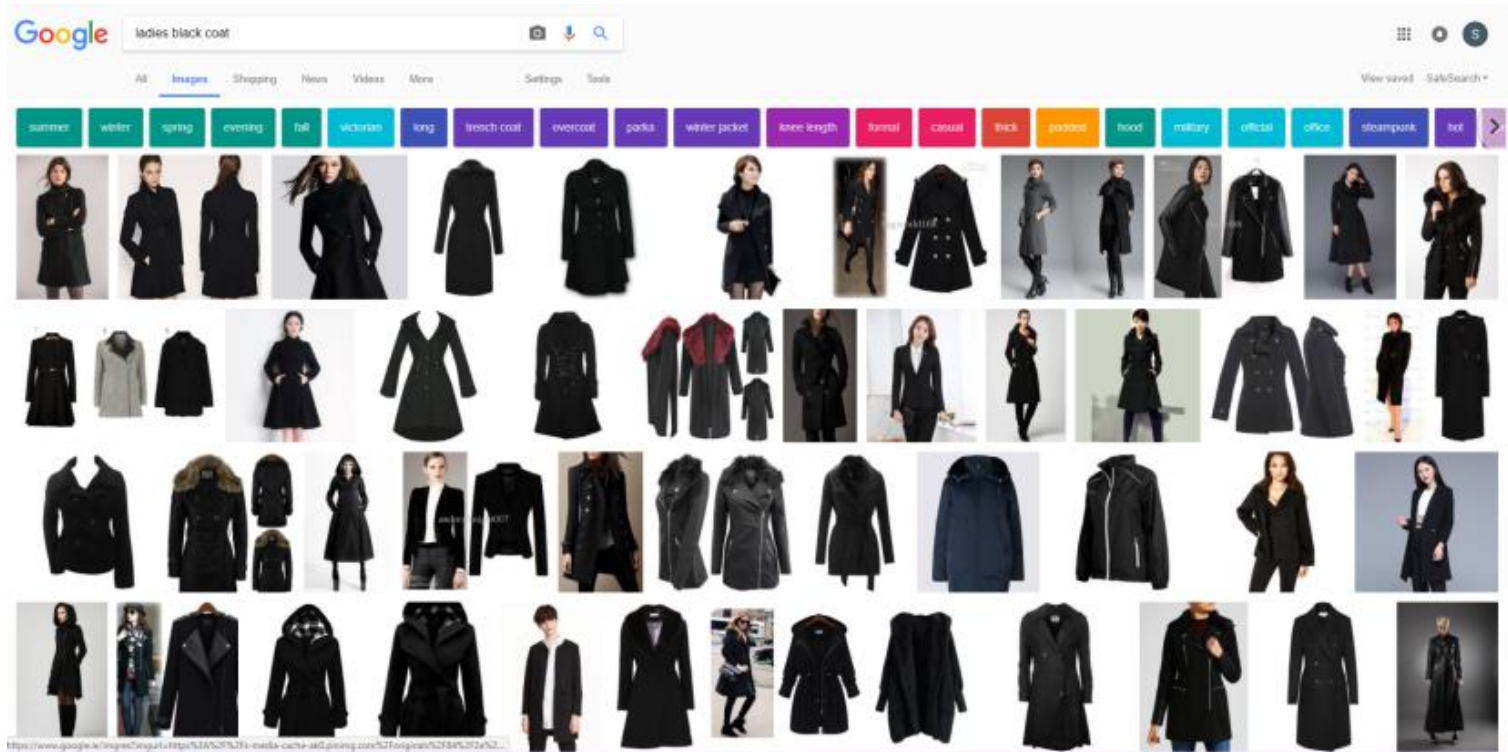 Google ladies black coat S
All Images Shopping News Videos More Settings Tools View saved SafeSearch
summer winter spring evening fall victorian long trench coat overcoat parka winter jacket knee length formal casual thick padded hood military official office steampunk hot